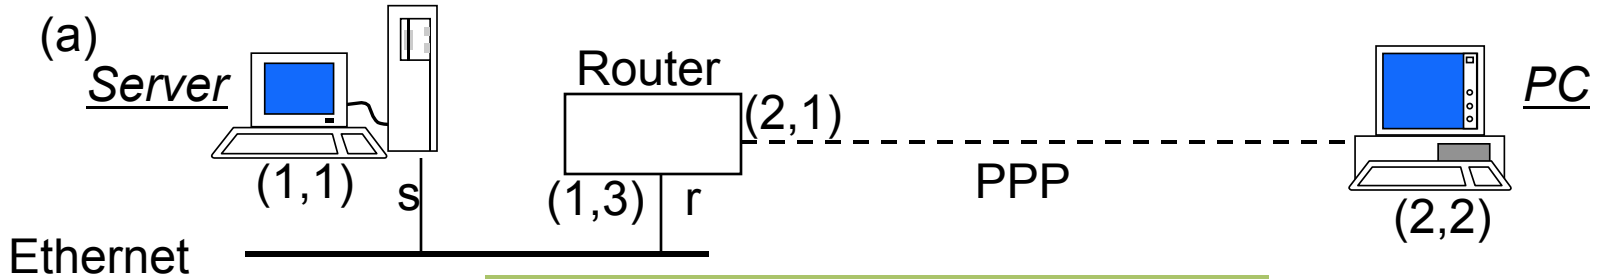 (a)
Server
Router
PC
(2,1)
PPP
(1,1)
s
(1,3)
r
(2,2)
Ethernet